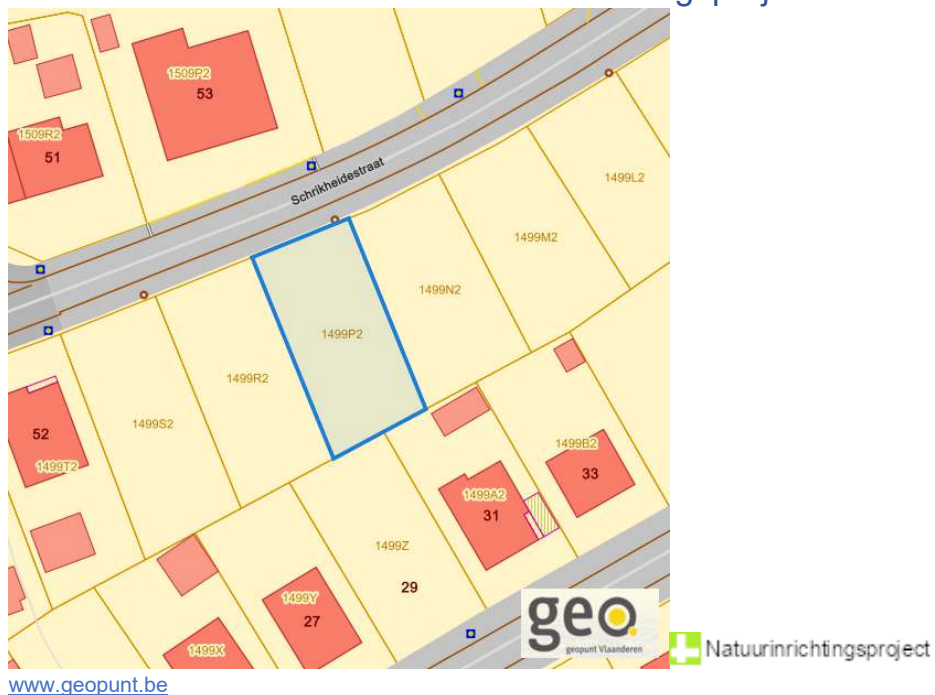 1509P2
53
1509R2
51
Schrikheidestraat
1499L2
1499M2
1499N2
1499P2
1499R2
1499S2
52
1499T2
1499B2
33
1499A2
31
1499Z
29
1499Y
27
1499X
geo.
geopunt Vlaanderen
Natuurinrichtingsproject
www.geopunt.be